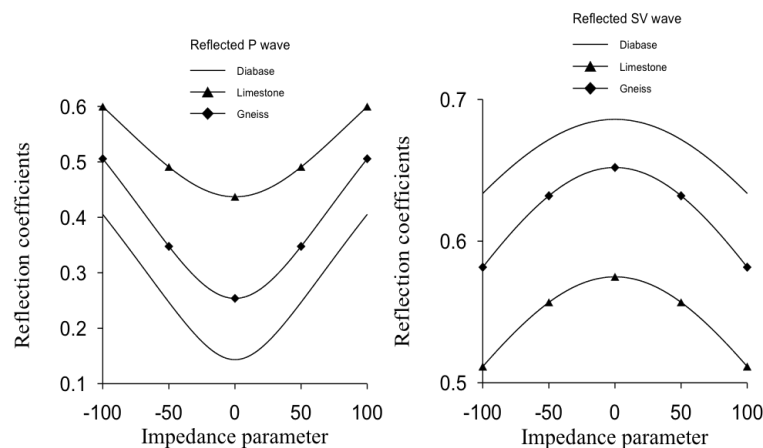 Reflected P wave
Diabase
Limestone
Gneiss
0.6
0.5
0.4
0.3
0.2
0.1
Reflection coefficients
-100 -50 0 50 100
Impedance parameter
Reflected SV wave
Diabase
Limestone
Gneiss
0.7
0.6
0.5
Reflection coefficients
-100 -50 0 50 100
Impedance parameter